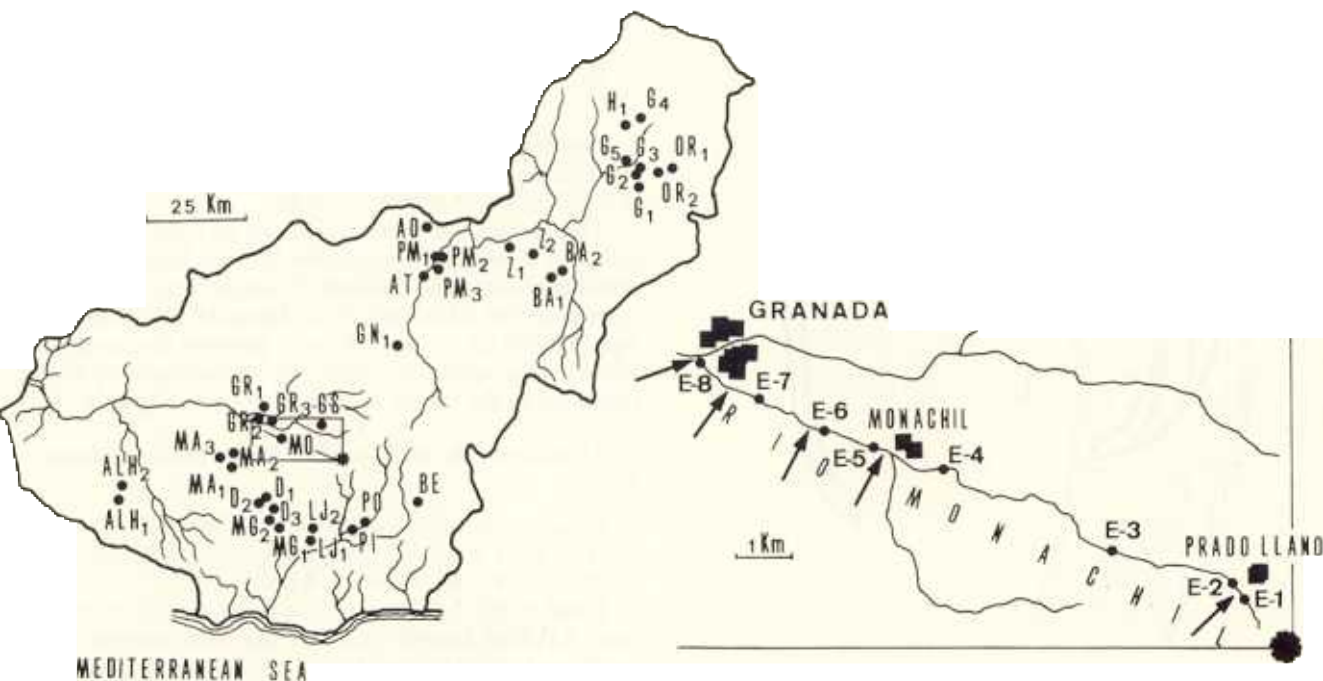 H1 G4
G5 G3 OR1
G2
OR2
G1
25 Km
AO
PM1 PM2
Z2
Z1
BA2
AT
PM3
BA1
GN1
GRANADA
E-8
E-7
E-6
MONACHIL
E-5
E-4
E-3
PRADO LLANO
E-2
E-1
RIO MONACHIL
1 Km
GR1
GR3 GS
GR2
MO
MA3
MA2
ALH2
MA1
D1
D2
D3
LJ2
PO
BE
ALH1
MG2
MG1
LJ1
PI
MEDITERRANEAN SEA